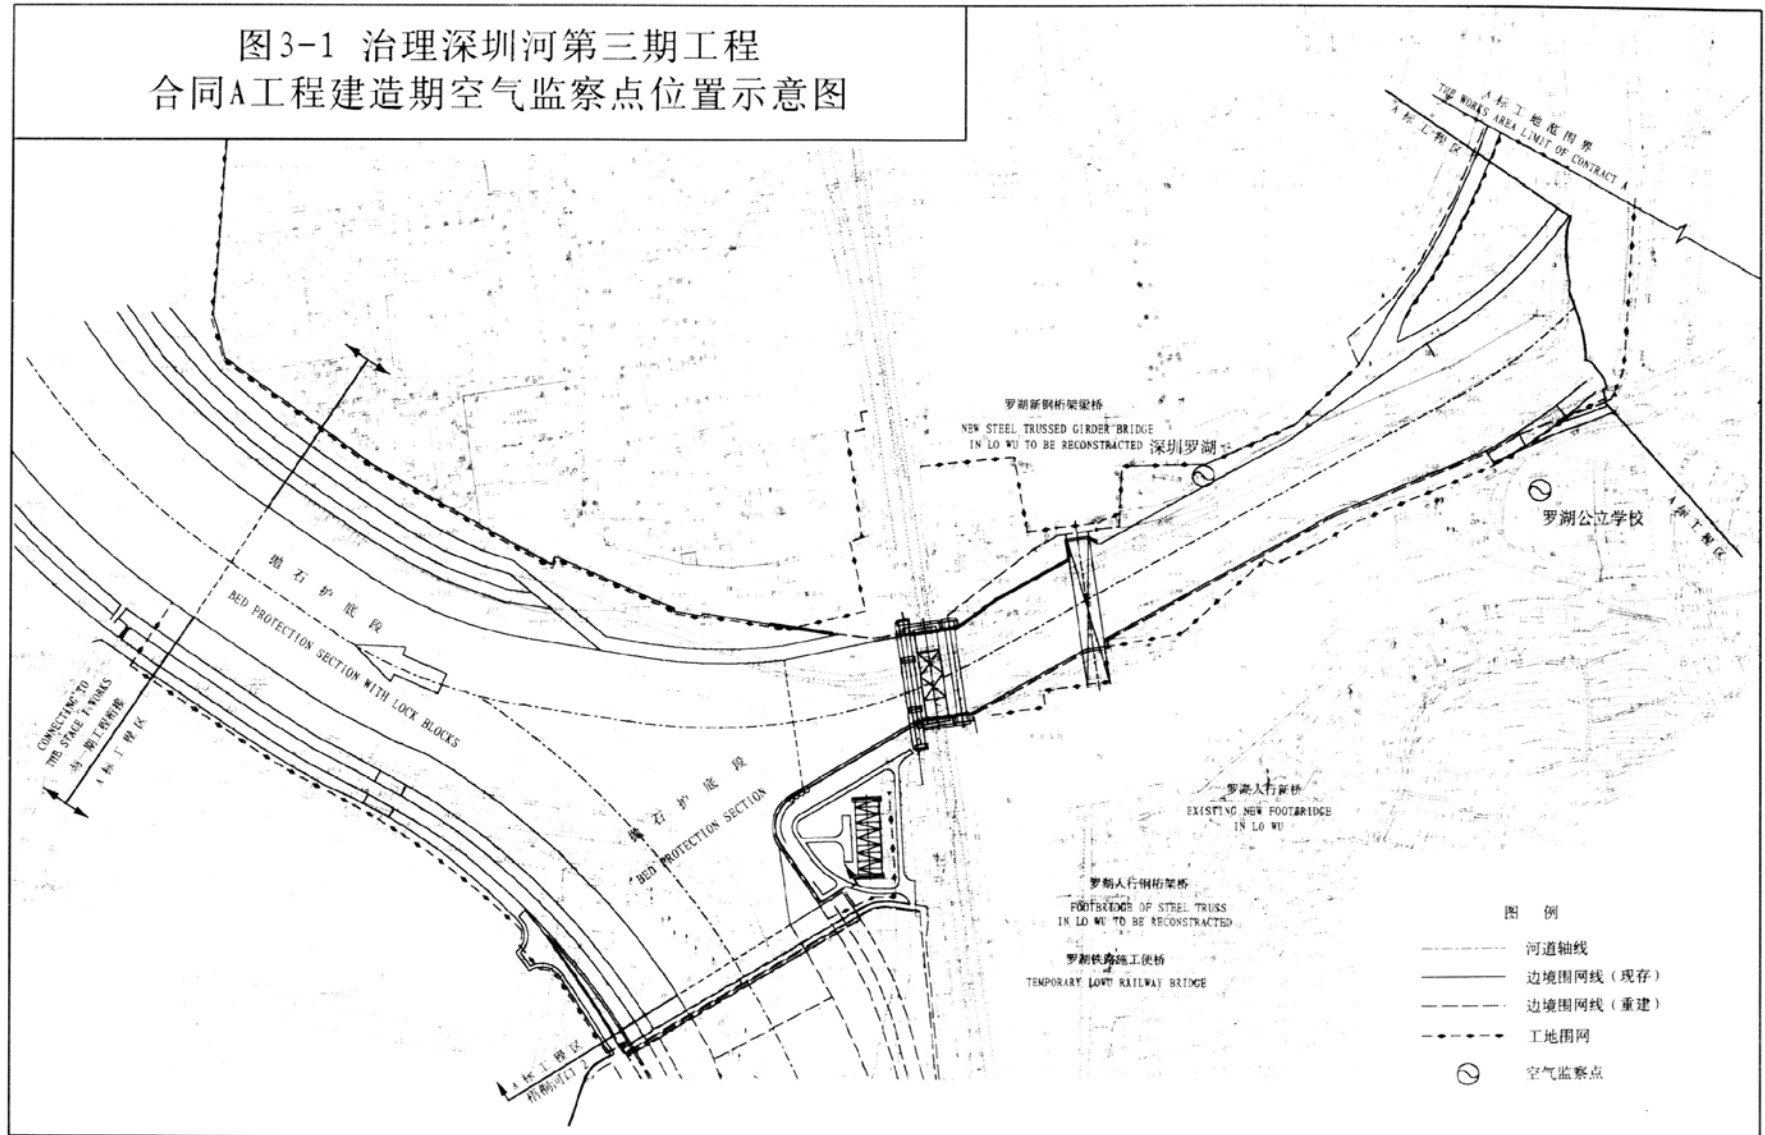 图3-1 治理深圳河第三期工程
合同A工程建造期空气监察点位置示意图
A 标工地范围界
THE WORKS AREA LIMIT OF CONTRACT A
A 标工程区
罗湖新钢桁架梁桥
NEW STEEL TRUSSED GIRDER BRIDGE
IN LO WU TO BE RECONSTRACTED
深圳罗湖
罗湖公立学校
A 标工程区
抛石护底段
BED PROTECTION SECTION WITH LOCK BLOCKS
CONNECTING TO
THE STAGE I WORKS
与一期工程衔接
A 标工程区
抛石护底段
BED PROTECTION SECTION
罗湖人行新桥
EXISTING NEW FOOTBRIDGE
IN LO WU
罗湖人行钢桁架桥
FOOTBRIDGE OF STEEL TRUSS
IN LO WU TO BE RECONSTRACTED
罗湖铁路施工便桥
TEMPORARY LOWU RAILWAY BRIDGE
A 标工程区
梧桐河口 2
图 例
河道轴线
边境围网线（现存）
边境围网线（重建）
工地围网
空气监察点